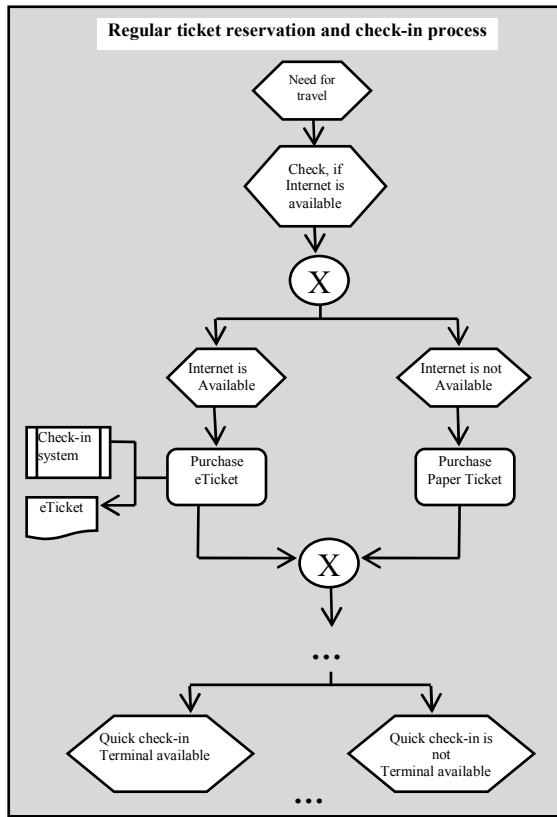 Regular ticket reservation and check-in process
Need for
travel
Check, if
Internet is
available
X
Internet is
Available
Internet is not
Available
Check-in
system
eTicket
Purchase
eTicket
Purchase
Paper Ticket
X
...
Quick check-in
Terminal available
Quick check-in is
not
Terminal available
...